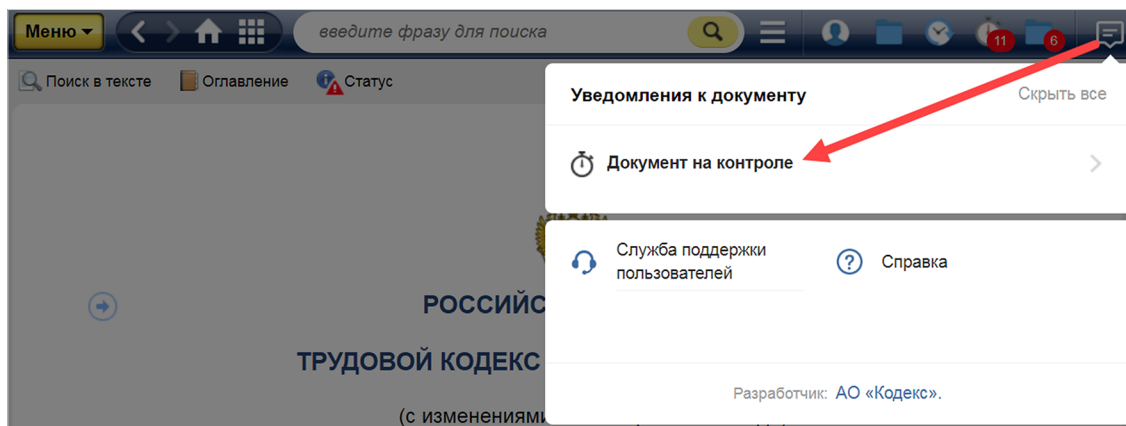 Меню
введите фразу для поиска
11
6
Поиск в тексте
Оглавление
Статус
Уведомления к документу
Скрыть все
Документ на контроле
Служба поддержки
пользователей
Справка
РОССИЙС
ТРУДОВОЙ КОДЕКС
(с изменениями
Разработчик: АО «Кодекс».